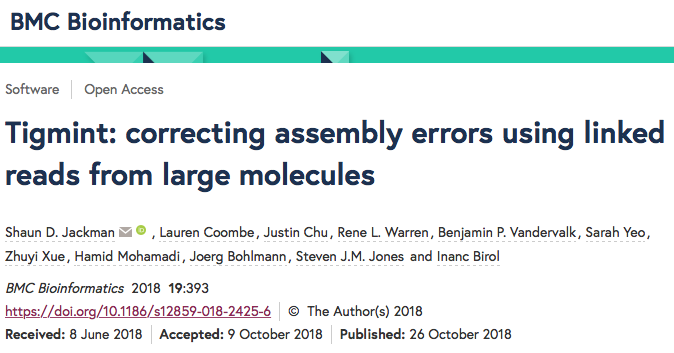 BMC Bioinformatics
Software Open Access
Tigmint: correcting assembly errors using linked
reads from large molecules
Shaun D. Jackman , Lauren Coombe, Justin Chu, Rene L. Warren, Benjamin P. Vandervalk, Sarah Yeo,
Zhuyi Xue, Hamid Mohamadi, Joerg Bohlmann, Steven J.M. Jones and Inanc Birol
BMC Bioinformatics 2018 19:393
https://doi.org/10.1186/s12859-018-2425-6 © The Author(s) 2018
Received: 8 June 2018 Accepted: 9 October 2018 Published: 26 October 2018